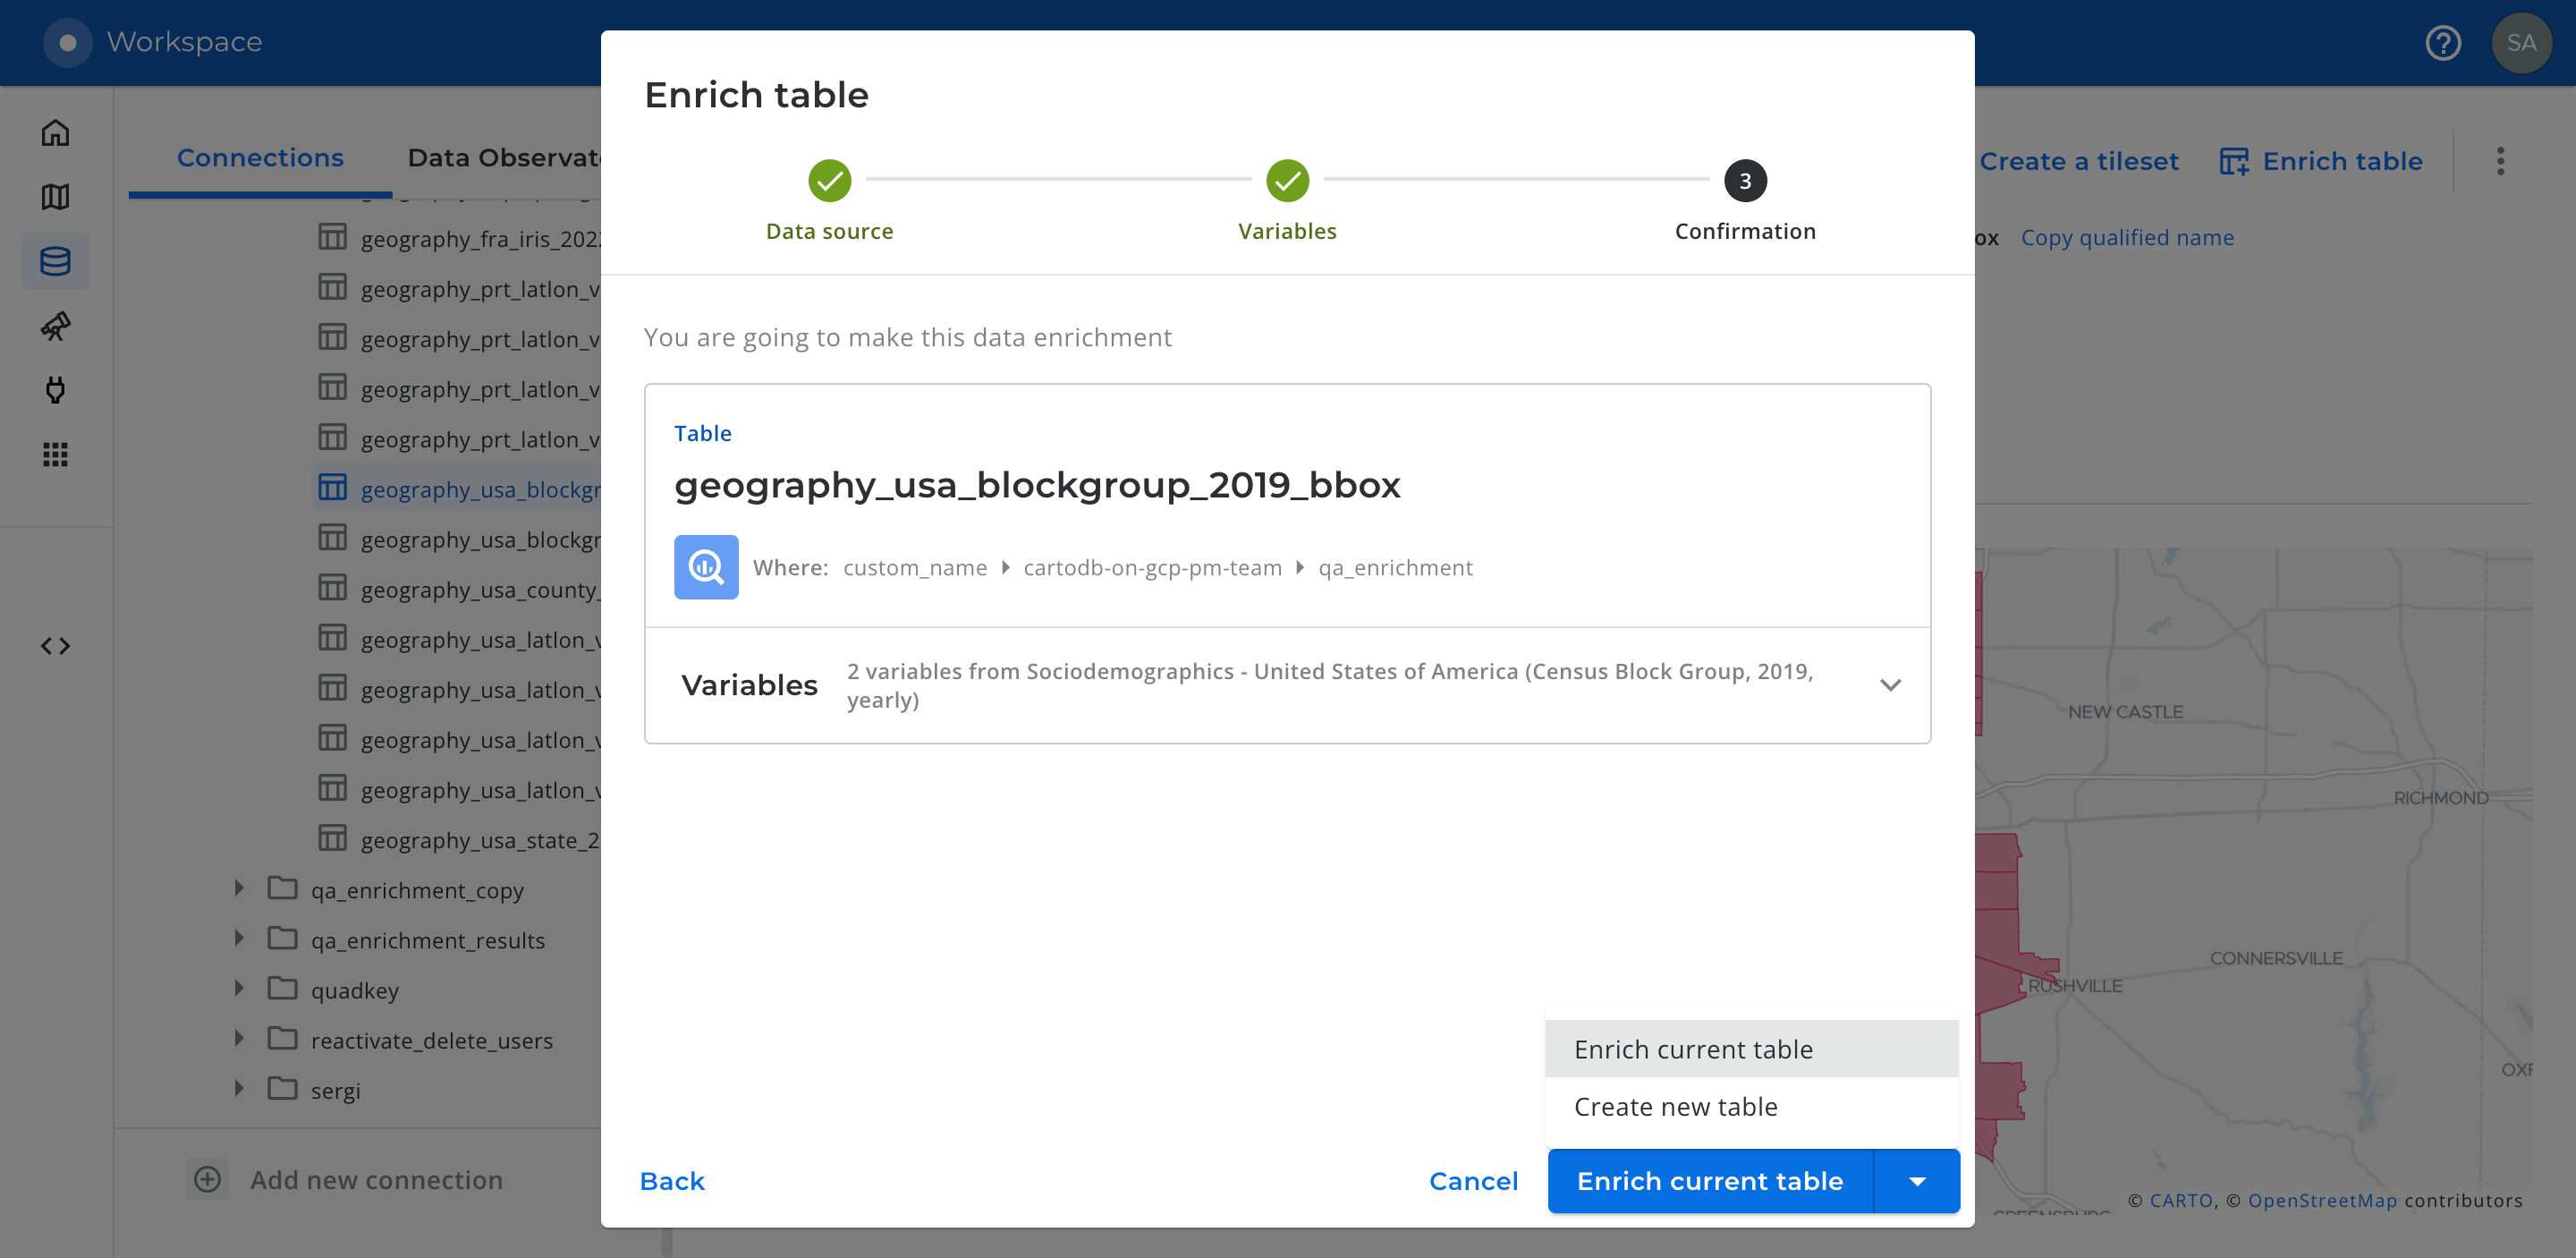 Workspace
SA
Connections
Data Observat
geography_fra_iris_202
geography_prt_latlon_v
geography_prt_latlon_v
geography_prt_latlon_v
geography_prt_latlon_v
geography_usa_blockgr
geography_usa_blockgr
geography_usa_county_
geography_usa_latlon_v
geography_usa_latlon_v
geography_usa_latlon_v
geography_usa_latlon_v
geography_usa_state_2
qa_enrichment_copy
qa_enrichment_results
quadkey
reactivate_delete_users
sergi
Add new connection
Enrich table
Data source
Variables
3
Confirmation
You are going to make this data enrichment
Table
geography_usa_blockgroup_2019_bbox
Where: custom_name cartodb-on-gcp-pm-team qa_enrichment
Variables
2 variables from Sociodemographics - United States of America (Census Block Group, 2019,
yearly)
Enrich current table
Create new table
Back
Cancel
Enrich current table
Create a tileset
Enrich table
ox
Copy qualified name
NEW CASTLE
RICHMOND
CONNERSVILLE
RUSHVILLE
OXF
© CARTO, © OpenStreetMap contributors